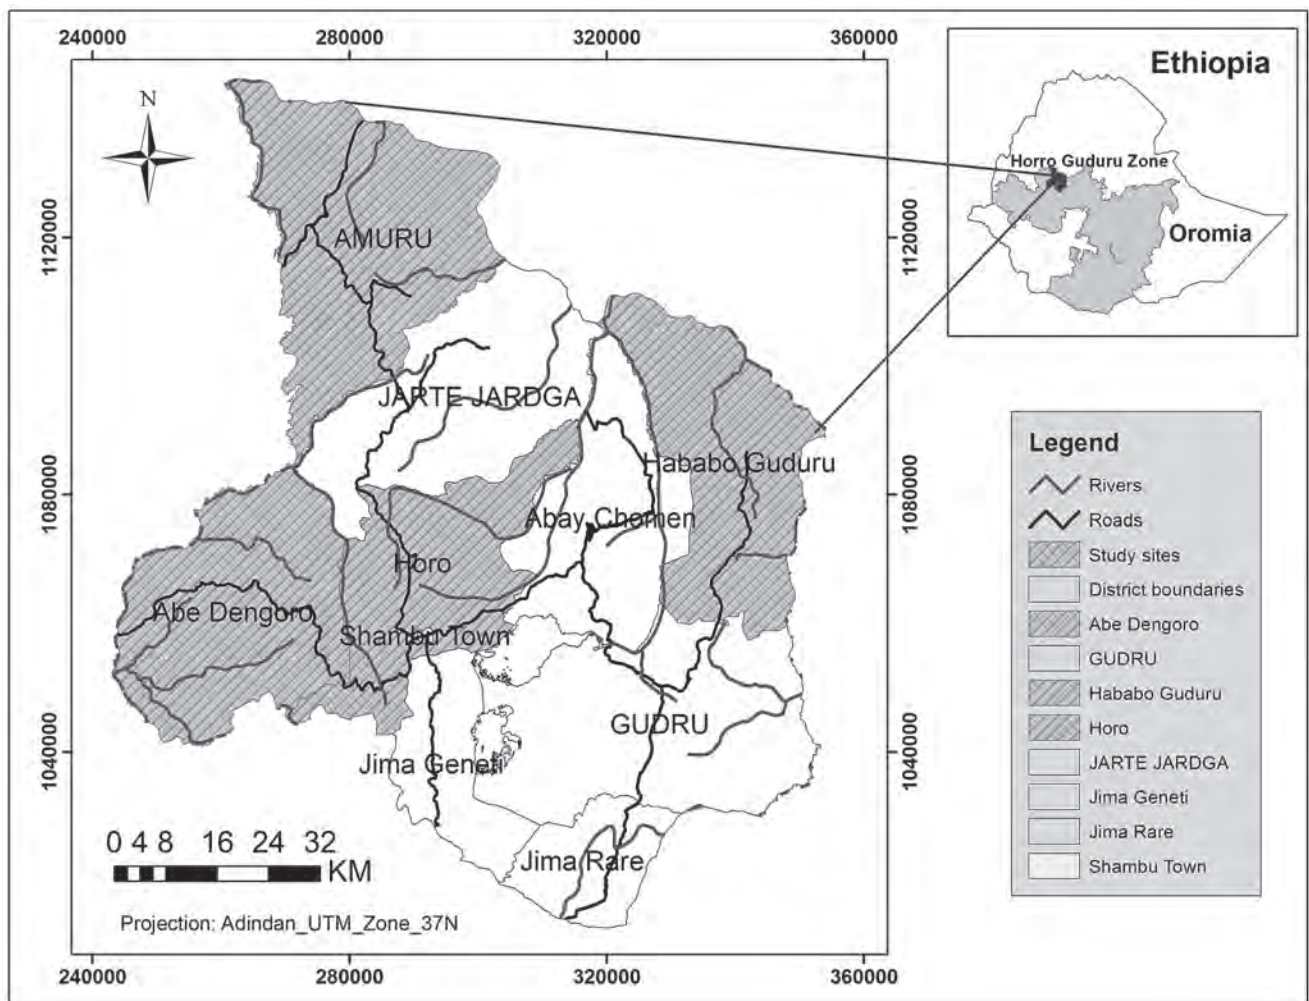 240000 280000 320000 360000
Ethiopia
N
Horro Guduru Zone
Oromia
1120000 1120000
AMURU
JARTE JARDGA
Hababo Guduru
1080000 1080000
Abay Chomen
Horo
Abe Dengoro
Shambu Town
GUDRU
1040000 1040000
Jima Geneti
Jima Rare
Legend
Rivers
Roads
Study sites
District boundaries
Abe Dengoro
GUDRU
Hababo Guduru
Horo
JARTE JARDGA
Jima Geneti
Jima Rare
Shambu Town
0 4 8 16 24 32
KM
Projection: Adindan_UTM_Zone_37N
240000 280000 320000 360000